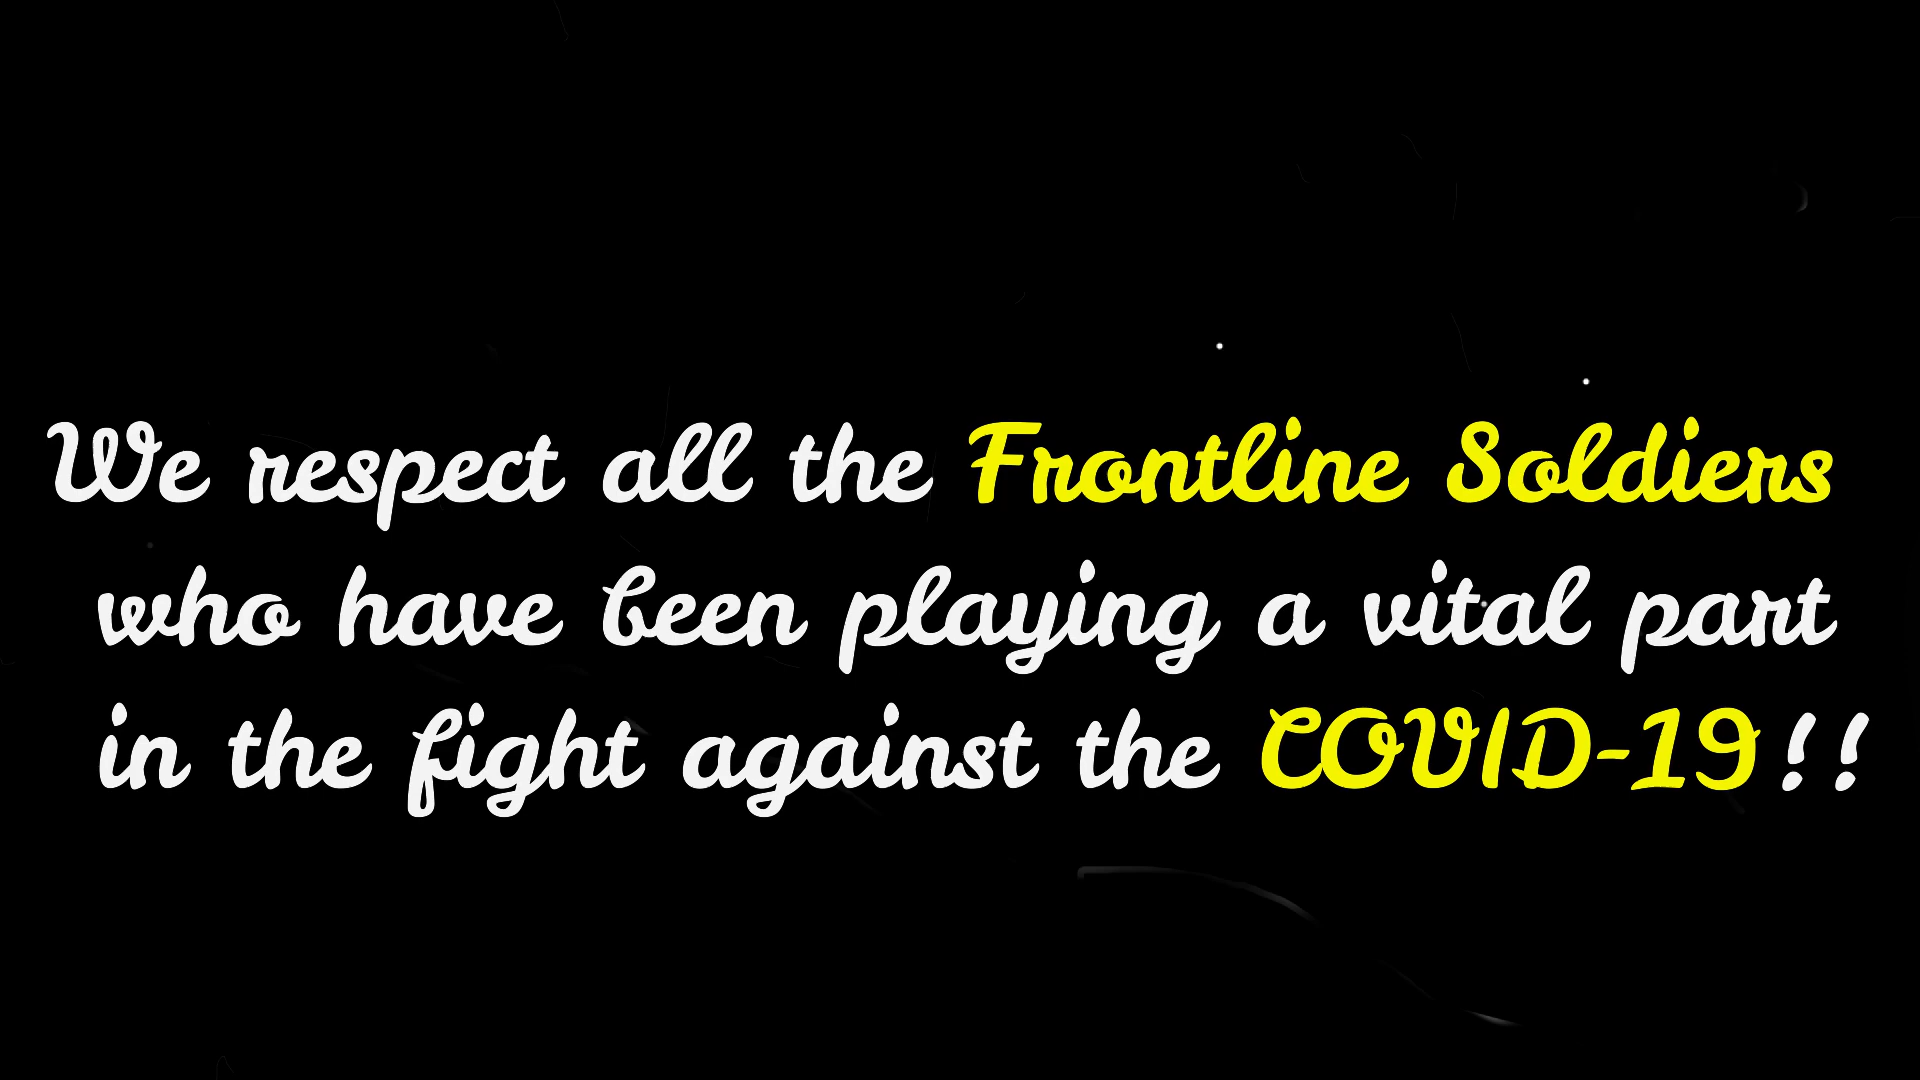 We respect all the Frontline Soldiers
who have been playing a vital part
in the fight against the COVID-19!!